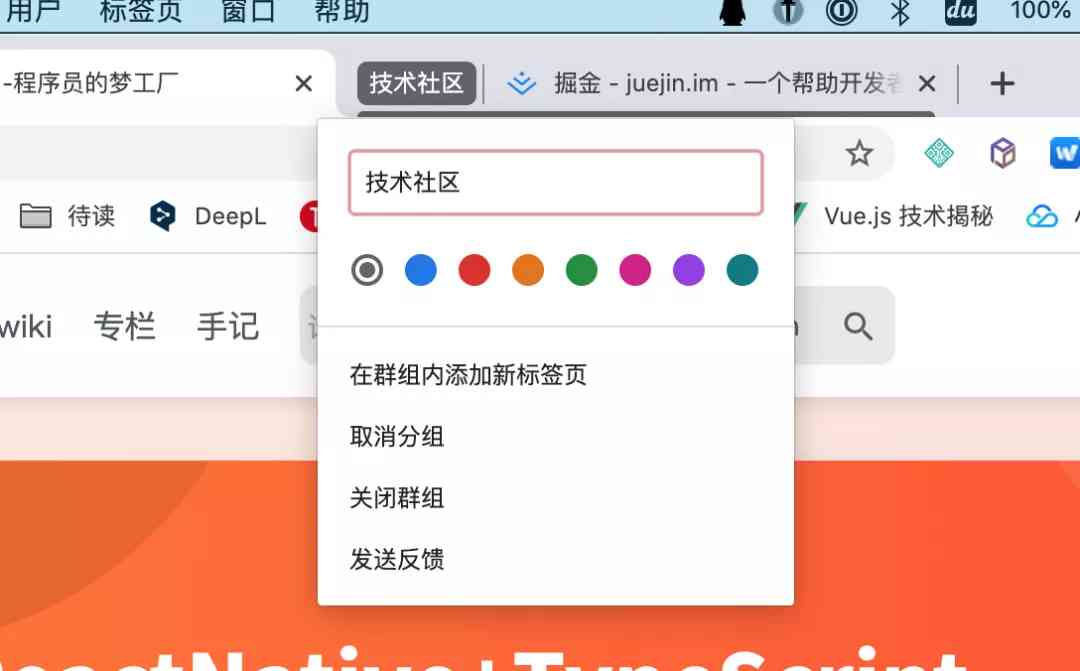 用户 标签页 窗口 帮助 du 100%
-程序员的梦工厂 技术社区 掘金 - juejin.im - 一个帮助开发者
技术社区
W
待读 DeepL Vue.js 技术揭秘
wiki 专栏 手记
在群组内添加新标签页
取消分组
关闭群组
发送反馈
ReactNative+TypeScript